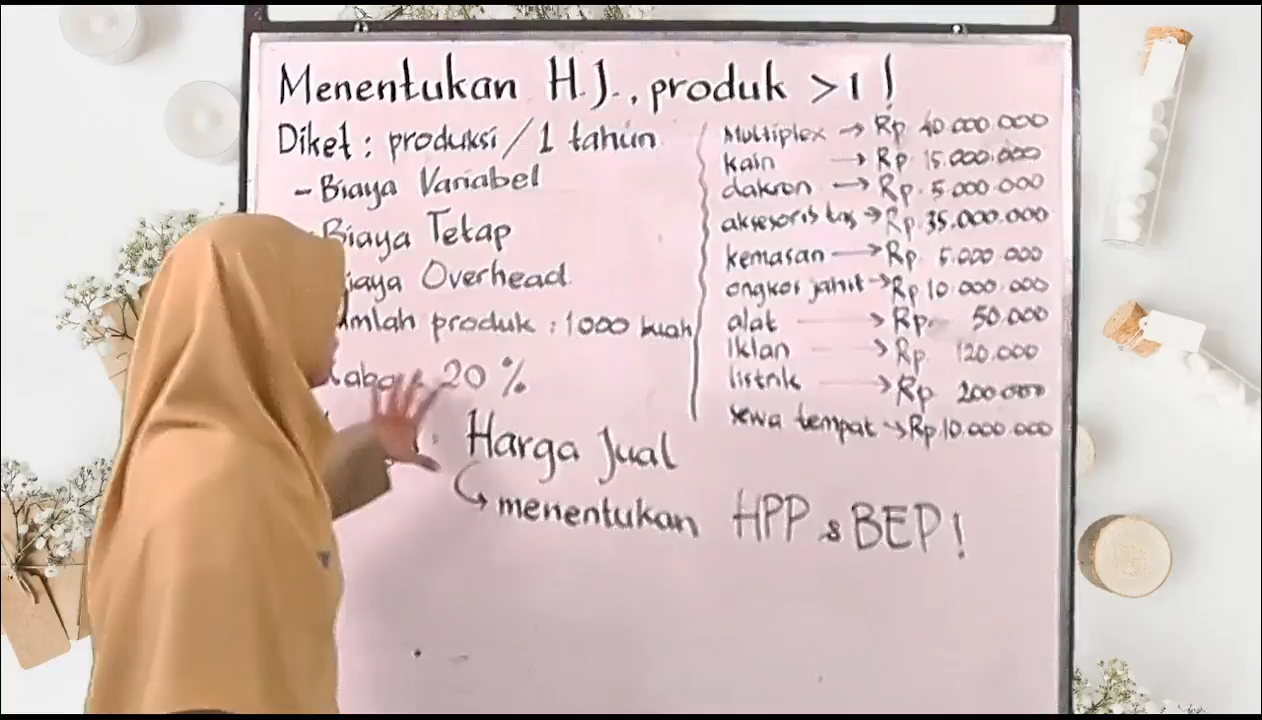 Menentukan H.J., produk > 1 !
Diket : produksi / 1 tahun
- Biaya Variabel
Biaya Tetap
Biaya Overhead
Jumlah produk : 1000 buah
Laba 20 %
Harga Jual
↳ menentukan HPP & BEP !
Multiplex → Rp 40.000.000
kain → Rp 15.000.000
dakron → Rp. 5.000.000
aksesoris → Rp. 35.000.000
kemasan → Rp. 5.000.000
ongkos jahit → Rp 10.000.000
alat → Rp 50.000
iklan → Rp 120.000
listrik → Rp 200.000
sewa tempat → Rp.10.000.000